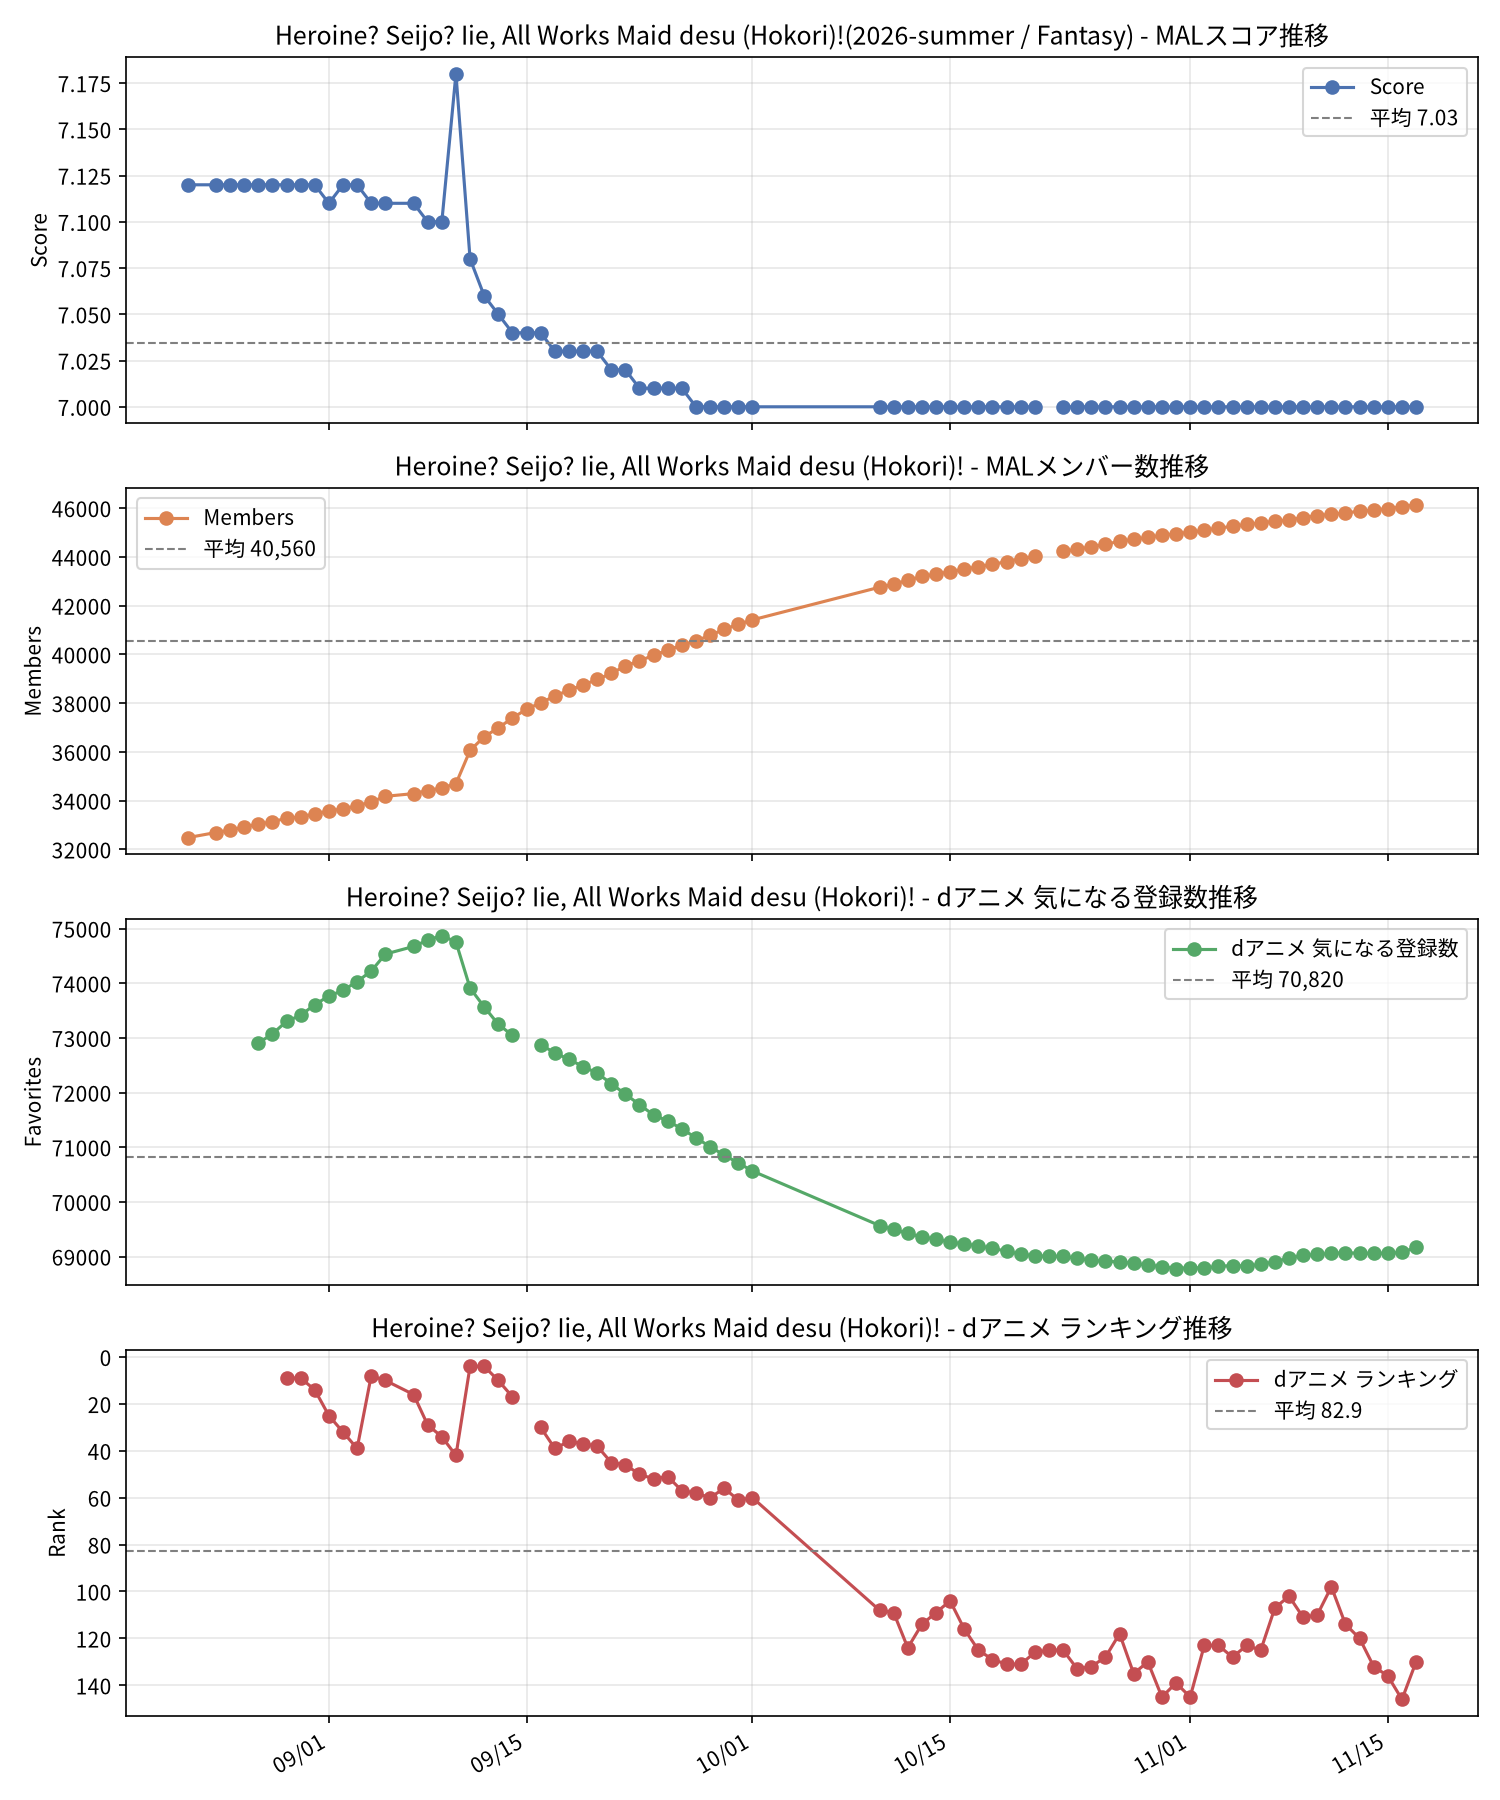 Heroine? Seijo? Iie, All Works Maid desu (Hokori)!(2026-summer / Fantasy) - MALスコア推移
Score
7.175
7.150
7.125
7.100
7.075
7.050
7.025
7.000
Score
平均 7.03
Heroine? Seijo? Iie, All Works Maid desu (Hokori)! - MALメンバー数推移
Members
46000
44000
42000
40000
38000
36000
34000
32000
Members
平均 40,560
Heroine? Seijo? Iie, All Works Maid desu (Hokori)! - dアニメ 気になる登録数推移
Favorites
75000
74000
73000
72000
71000
70000
69000
dアニメ 気になる登録数
平均 70,820
Heroine? Seijo? Iie, All Works Maid desu (Hokori)! - dアニメ ランキング推移
Rank
0
20
40
60
80
100
120
140
dアニメ ランキング
平均 82.9
09/01
09/15
10/01
10/15
11/01
11/15